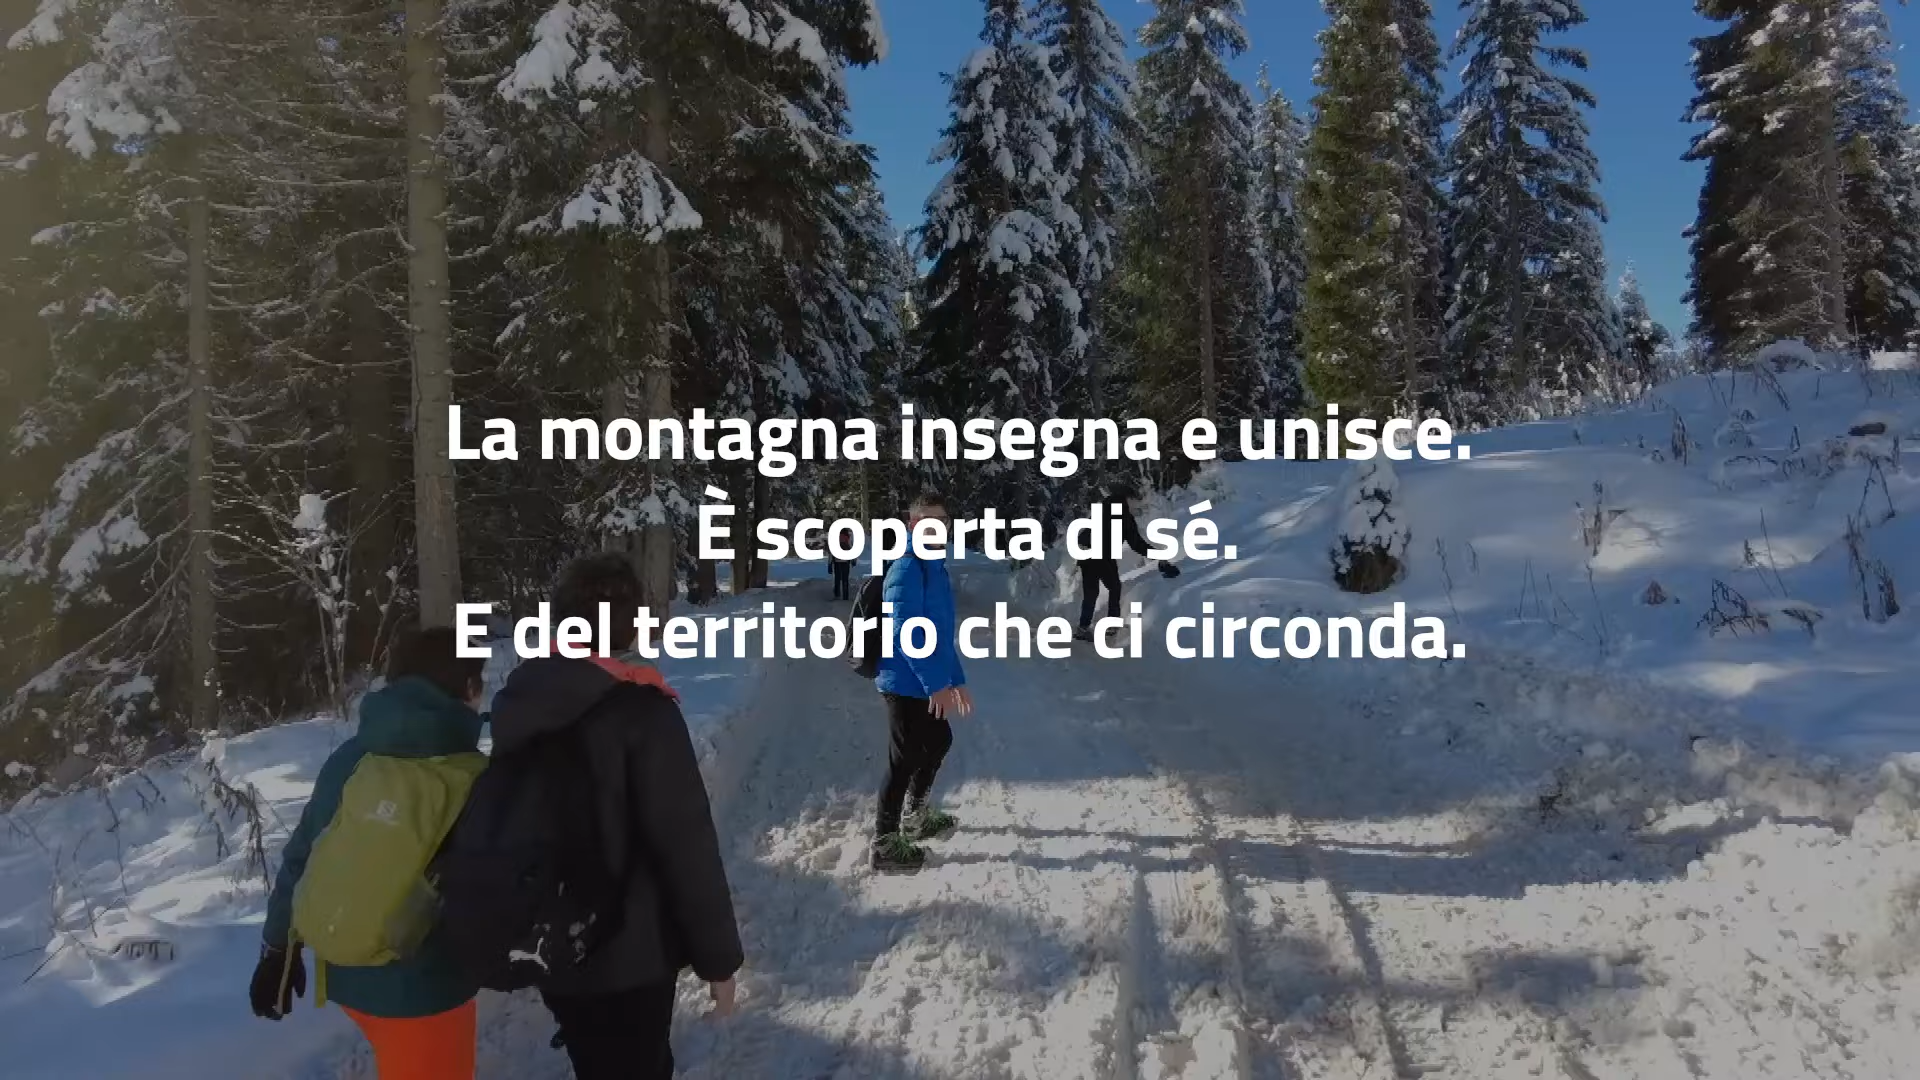 La montagna insegna e unisce.
È scoperta di sé.
E del territorio che ci circonda.